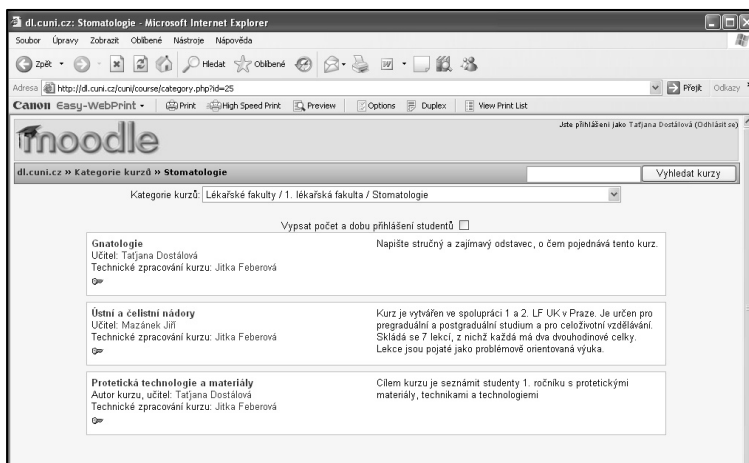 dl.cuni.cz: Stomatologie - Microsoft Internet Explorer
Soubor Úpravy Zobrazit Oblíbené Nástroje Nápověda
Zpět Hledat Oblíbené
Adresa http://dl.cuni.cz/cuni/course/category.php?id=25 Přejít Odkazy »
Canon Easy-WebPrint Print High Speed Print Preview Options Duplex View Print List
moodle
Jste přihlášeni jako Taťjana Dostálová (Odhlásit se)
dl.cuni.cz » Kategorie kurzů » Stomatologie Vyhledat kurzy
Kategorie kurzů: Lékařské fakulty / 1. lékařská fakulta / Stomatologie
Vypsat počet a dobu přihlášení studentů
Gnatologie
Učitel: Taťjana Dostálová
Technické zpracování kurzu: Jitka Feberová
Napište stručný a zajímavý odstavec, o čem pojednává tento kurz.
Ústní a čelistní nádory
Učitel: Mazánek Jiří
Technické zpracování kurzu: Jitka Feberová
Kurz je vytvářen ve spolupráci 1 a 2. LF UK v Praze. Je určen pro
pregraduální a postgraduální studium a pro celoživotní vzdělávání.
Skládá se 7 lekcí, z nichž každá má dva dvouhodinové celky.
Lekce jsou pojaté jako problémově orientovaná výuka.
Protetická technologie a materiály
Autor kurzu, učitel: Taťjana Dostálová
Technické zpracování kurzu: Jitka Feberová
Cílem kurzu je seznámit studenty 1. ročníku s protetickými
materiály, technikami a technologiemi